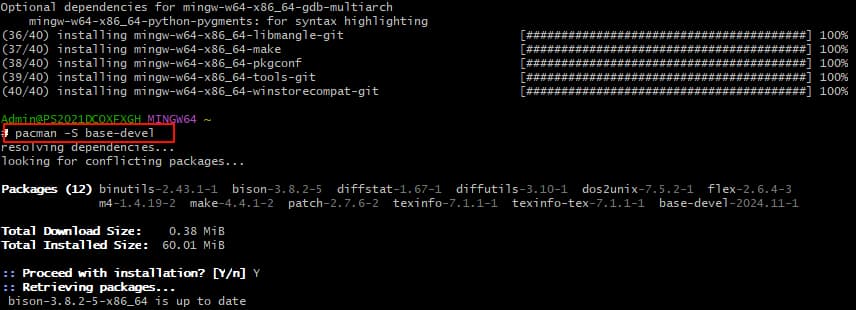 Optional dependencies for mingw-w64-x86_64-gdb-multiarch
mingw-w64-x86_64-python-pygments: for syntax highlighting
(36/40) installing mingw-w64-x86_64-libmangle-git [########################################] 100%
(37/40) installing mingw-w64-x86_64-make [########################################] 100%
(38/40) installing mingw-w64-x86_64-pkgconf [########################################] 100%
(39/40) installing mingw-w64-x86_64-tools-git [########################################] 100%
(40/40) installing mingw-w64-x86_64-winstorecompat-git [########################################] 100%
Admin@PS2021DCOXFXGH MINGW64 ~
# pacman -S base-devel
resolving dependencies...
looking for conflicting packages...
Packages (12) binutils-2.43.1-1 bison-3.8.2-5 diffstat-1.67-1 diffutils-3.10-1 dos2unix-7.5.2-1 flex-2.6.4-3
m4-1.4.19-2 make-4.4.1-2 patch-2.7.6-2 texinfo-7.1.1-1 texinfo-tex-7.1.1-1 base-devel-2024.11-1
Total Download Size: 0.38 MiB
Total Installed Size: 60.01 MiB
:: Proceed with installation? [Y/n] Y
:: Retrieving packages...
bison-3.8.2-5-x86_64 is up to date